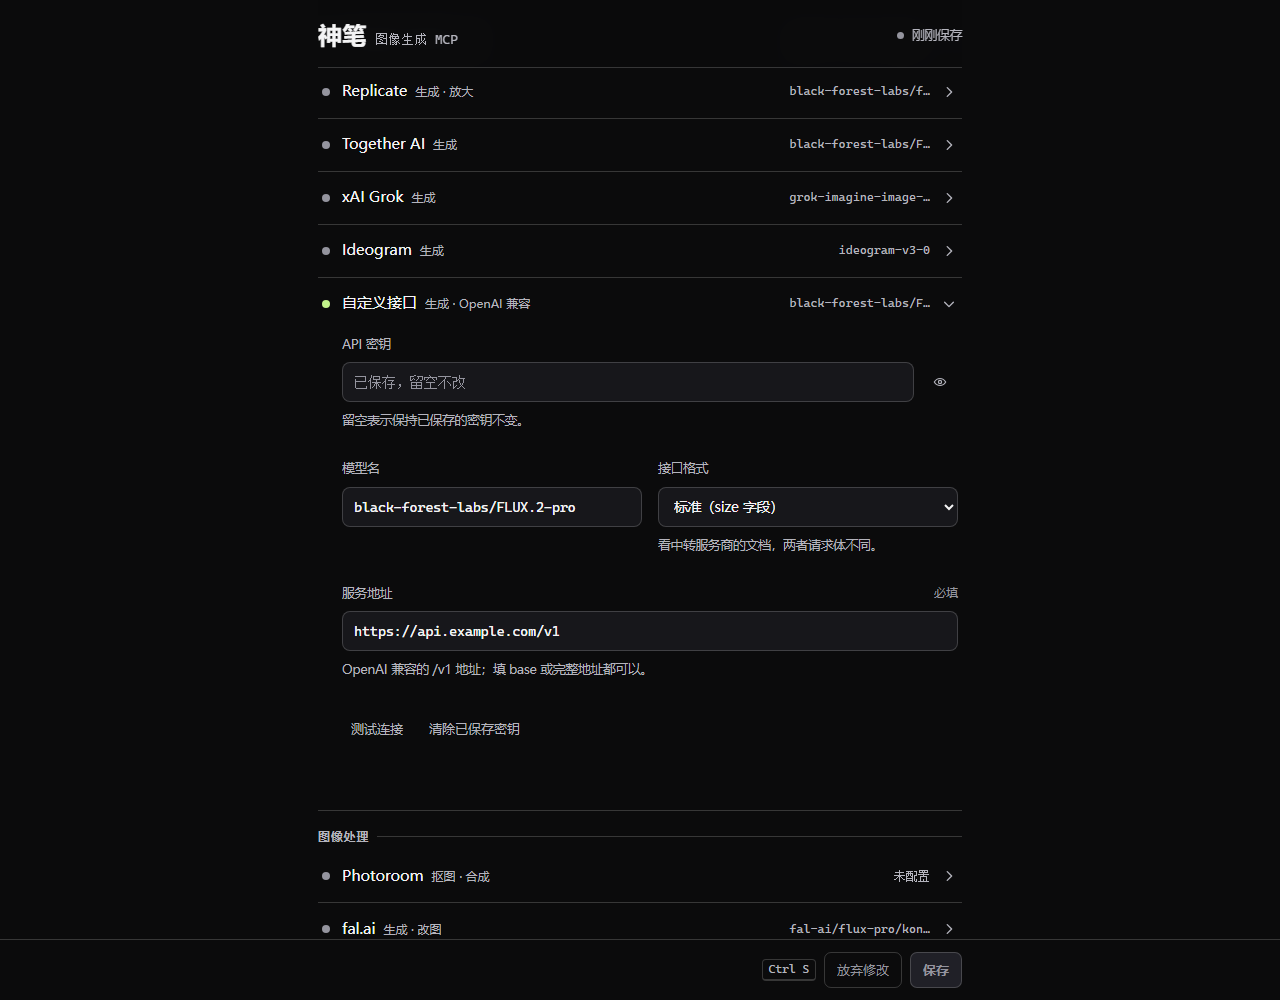 神笔 图像生成 MCP
刚刚保存
Replicate 生成 · 放大 black-forest-labs/f…
Together AI 生成 black-forest-labs/F…
xAI Grok 生成 grok-imagine-image-…
Ideogram 生成 ideogram-v3-0
自定义接口 生成 · OpenAI 兼容 black-forest-labs/F…
API 密钥
已保存，留空不改
留空表示保持已保存的密钥不变。
模型名 接口格式
black-forest-labs/FLUX.2-pro 标准（size 字段）
看中转服务商的文档，两者请求体不同。
服务地址 必填
https://api.example.com/v1
OpenAI 兼容的 /v1 地址；填 base 或完整地址都可以。
测试连接 清除已保存密钥
图像处理
Photoroom 抠图 · 合成 未配置
fal.ai 生成 · 改图 fal-ai/flux-pro/kon…
Ctrl S 放弃修改 保存